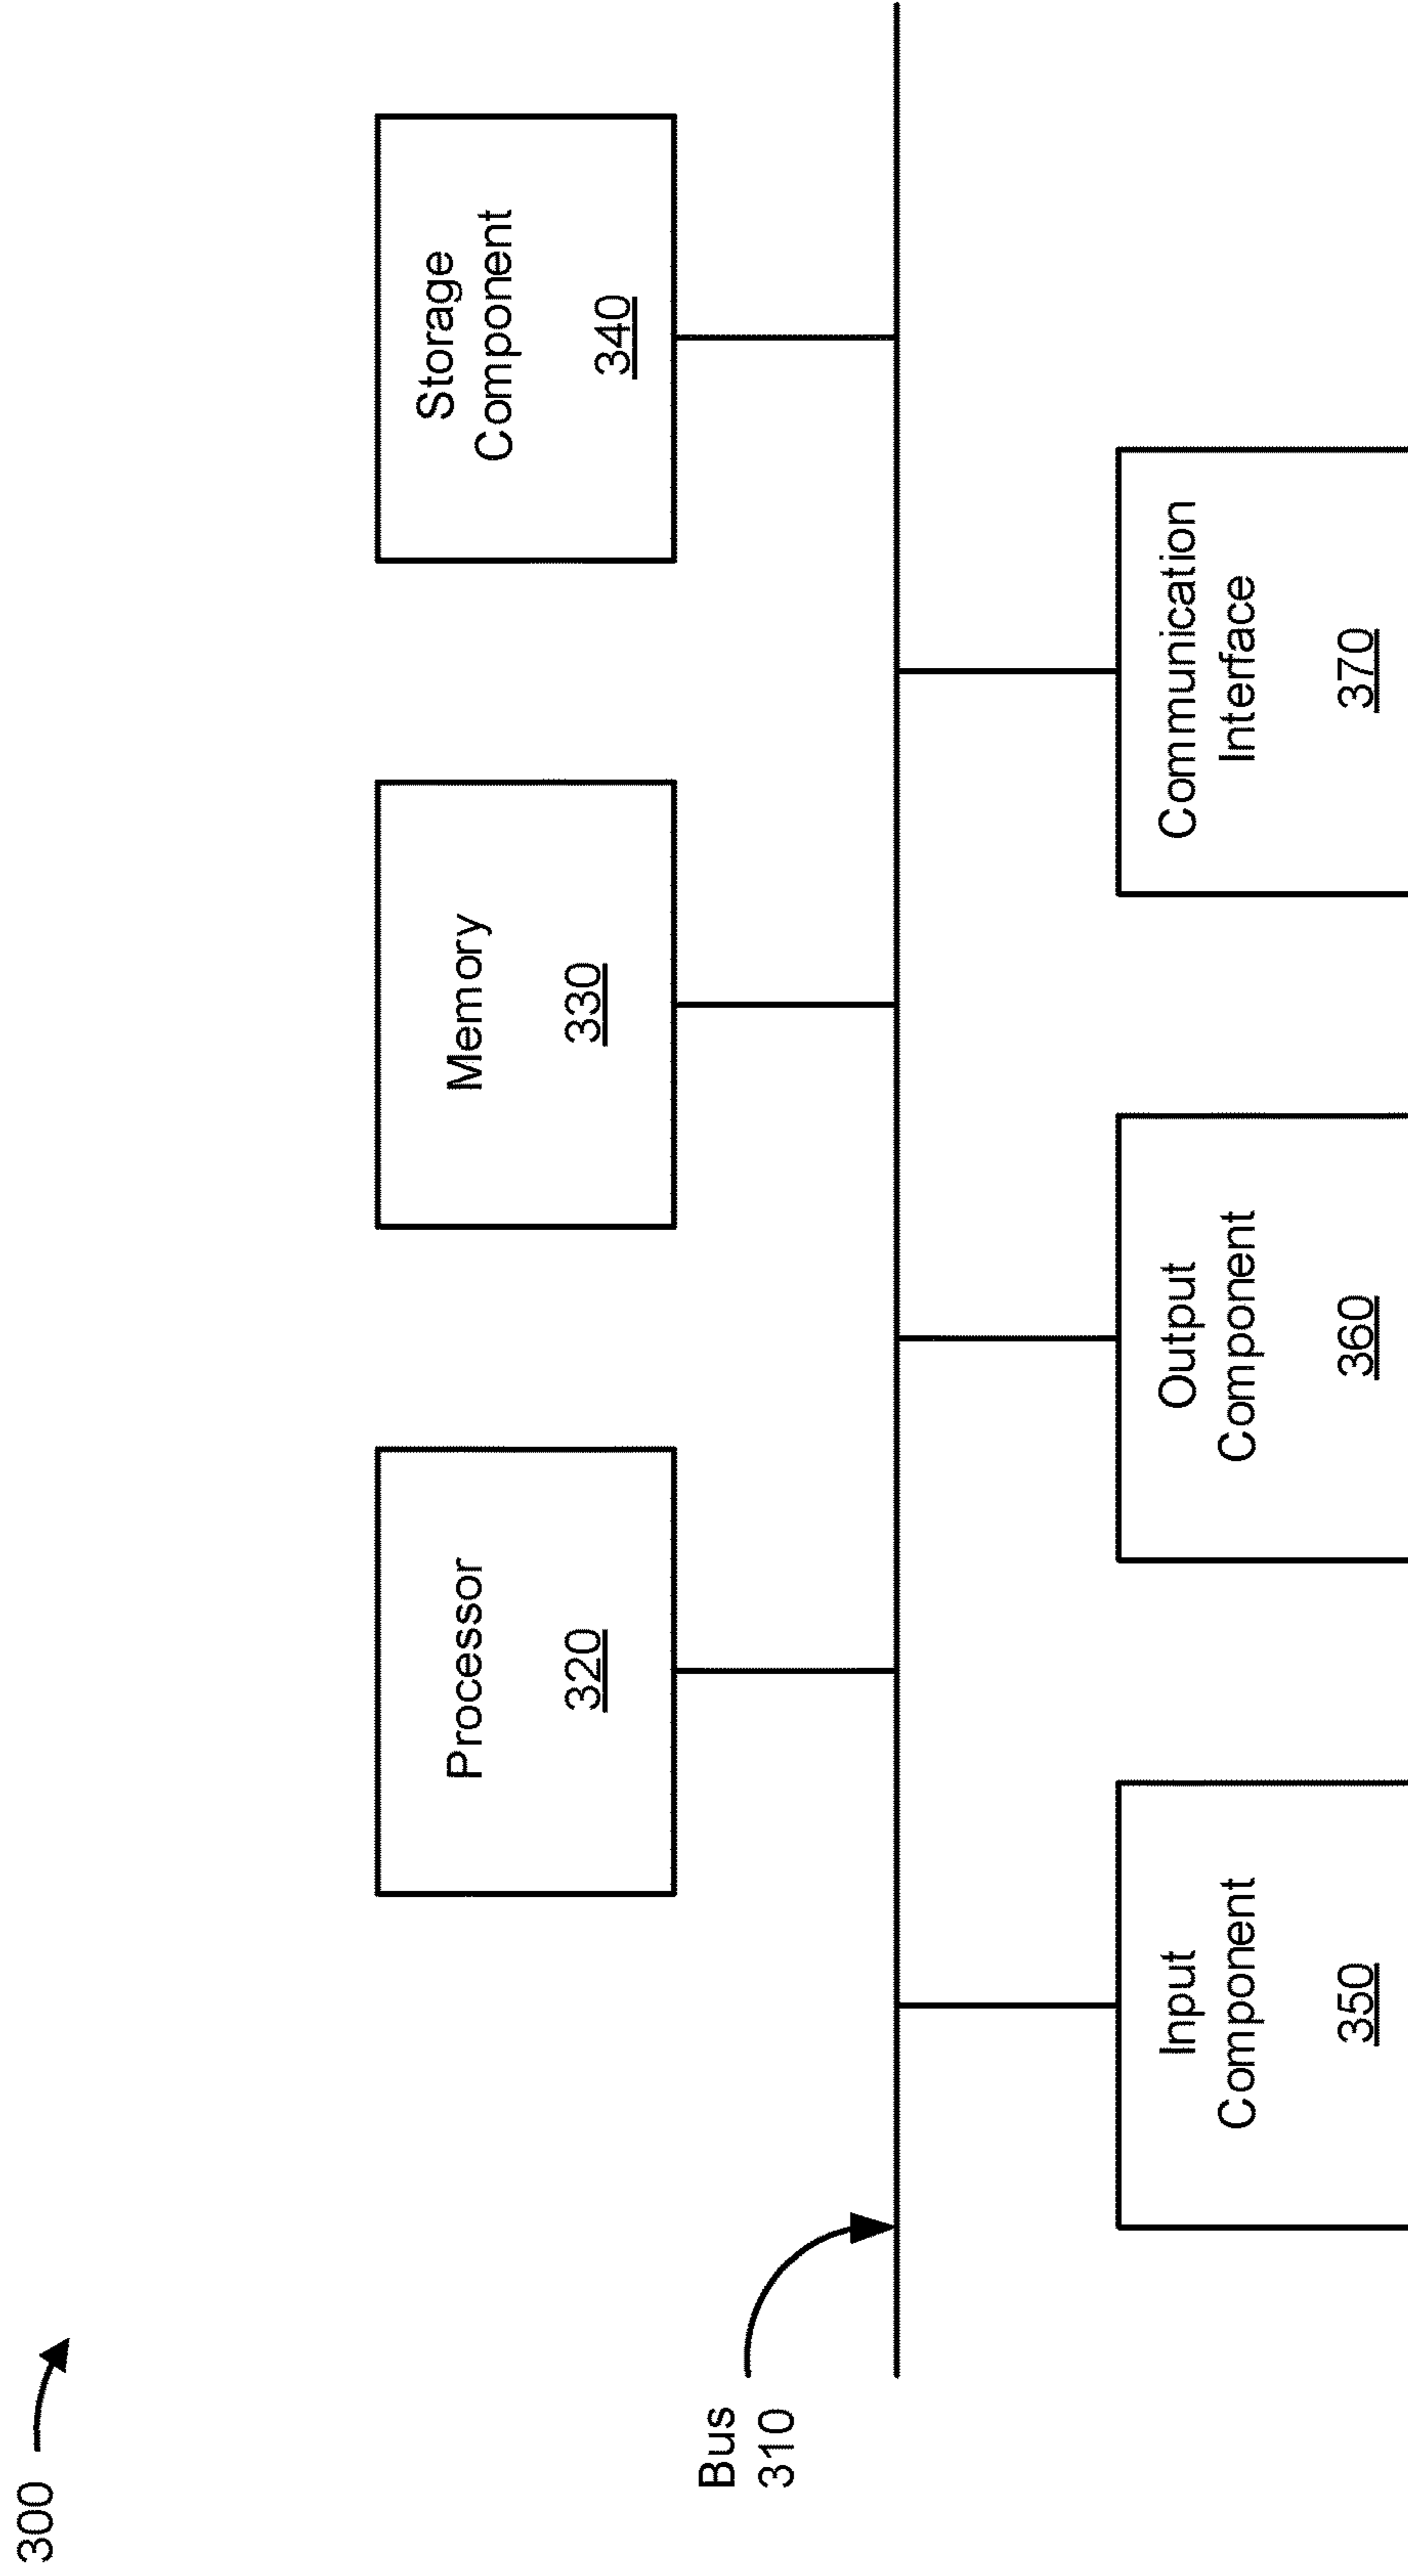 300
Processor
320
Memory
330
Storage
Component
340
Bus
310
Input
Component
350
Output
Component
360
Communication
Interface
370